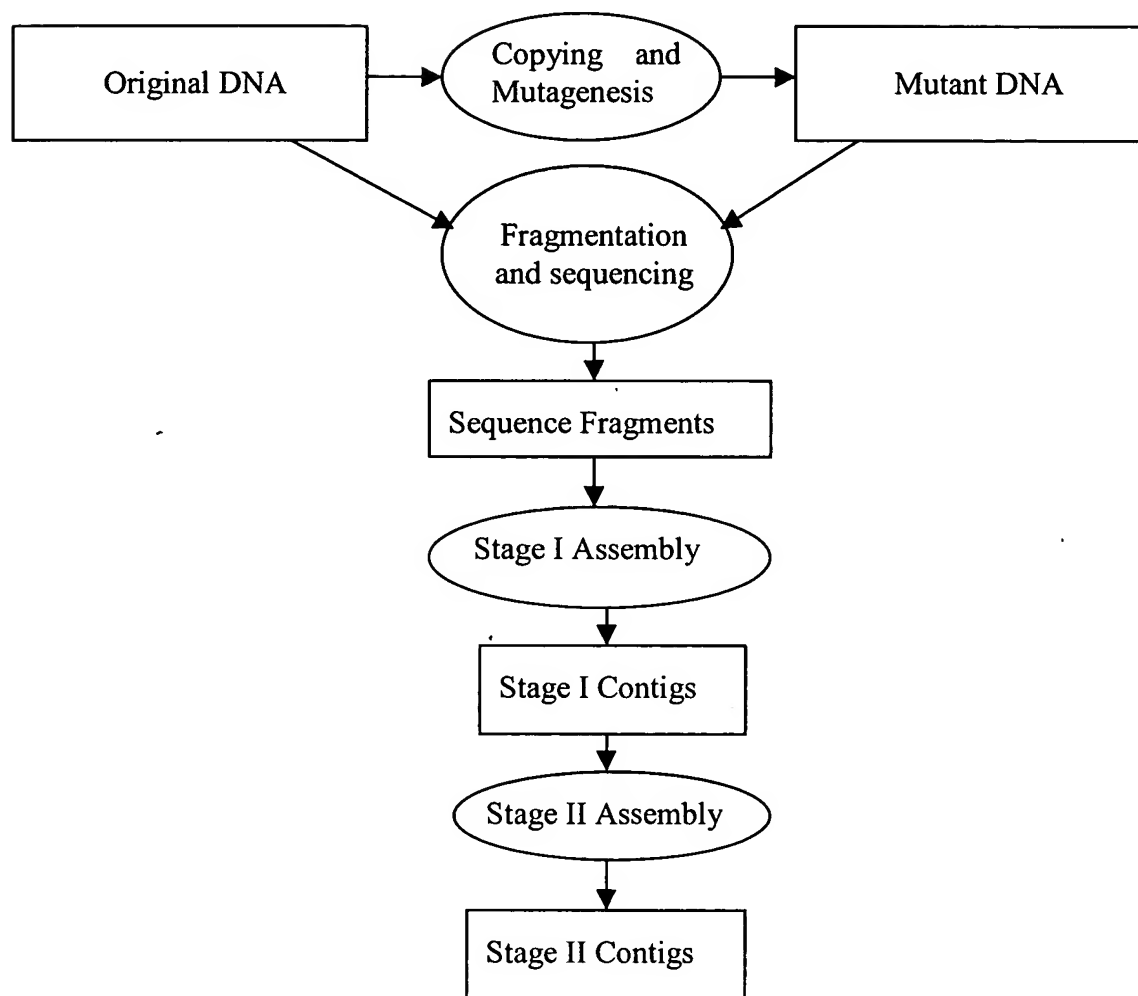 Original DNA
Copying and
Mutagenesis
Mutant DNA
Fragmentation
and sequencing
Sequence Fragments
Stage I Assembly
Stage I Contigs
Stage II Assembly
Stage II Contigs